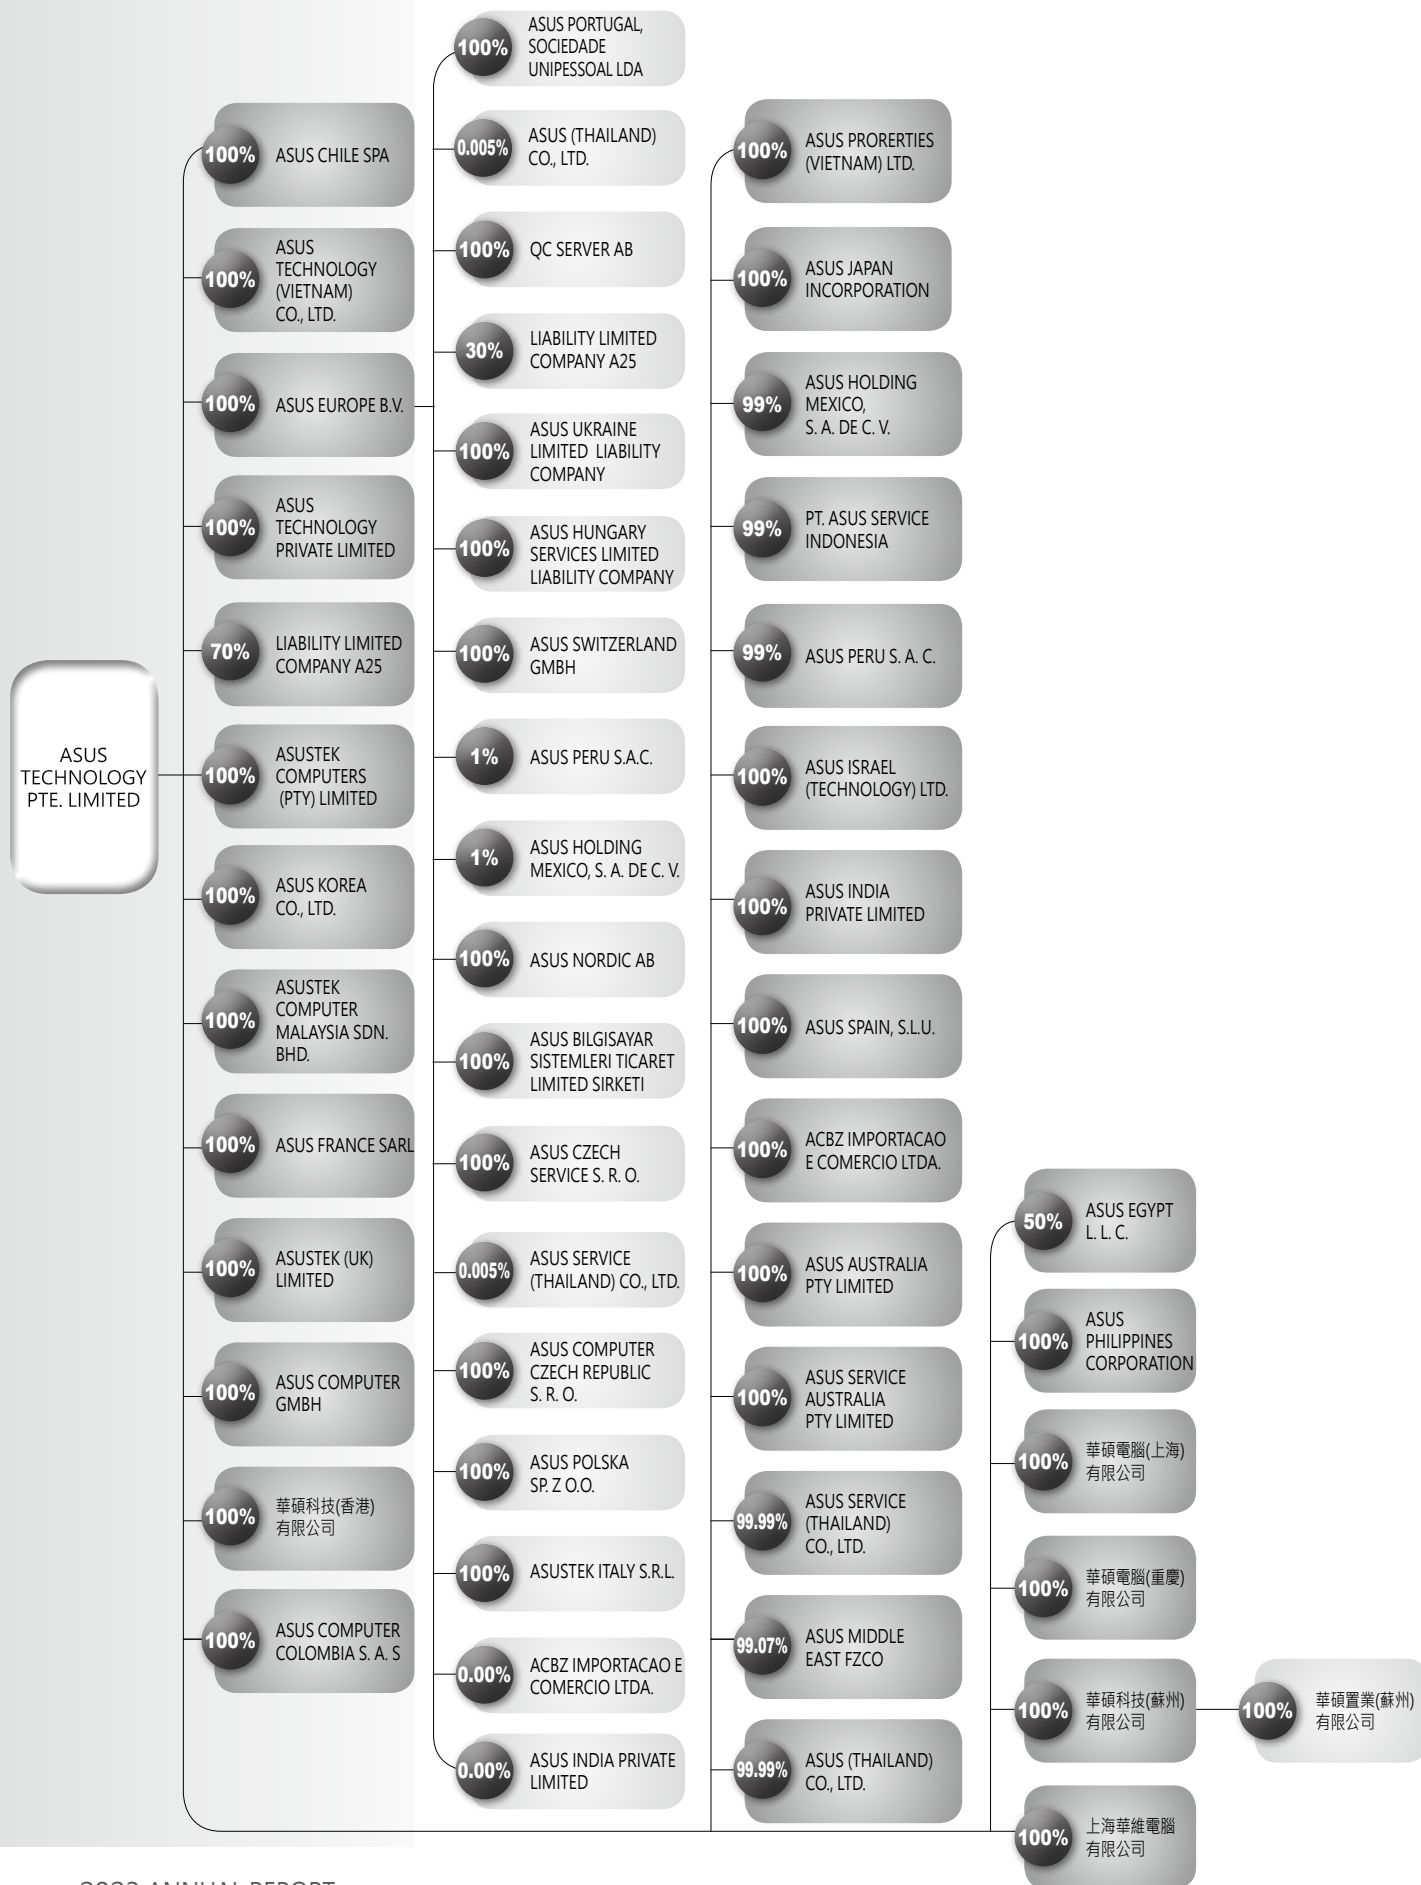 ASUS
TECHNOLOGY
PTE. LIMITED
100%
ASUS CHILE SPA
100%
ASUS
TECHNOLOGY
(VIETNAM)
CO., LTD.
100%
ASUS EUROPE B.V.
100%
ASUS
TECHNOLOGY
PRIVATE LIMITED
70%
LIABILITY LIMITED
COMPANY A25
100%
ASUSTEK
COMPUTERS
(PTY) LIMITED
100%
ASUS KOREA
CO., LTD.
100%
ASUSTEK
COMPUTER
MALAYSIA SDN.
BHD.
100%
ASUS FRANCE SARL
100%
ASUSTEK (UK)
LIMITED
100%
ASUS COMPUTER
GMBH
100%
華碩科技(香港)
有限公司
100%
ASUS COMPUTER
COLOMBIA S. A. S
100%
ASUS PORTUGAL,
SOCIEDADE
UNIPESSOAL LDA
0.005%
ASUS (THAILAND)
CO., LTD.
100%
QC SERVER AB
30%
LIABILITY LIMITED
COMPANY A25
100%
ASUS UKRAINE
LIMITED LIABILITY
COMPANY
100%
ASUS HUNGARY
SERVICES LIMITED
LIABILITY COMPANY
100%
ASUS SWITZERLAND
GMBH
1%
ASUS PERU S.A.C.
1%
ASUS HOLDING
MEXICO, S. A. DE C. V.
100%
ASUS NORDIC AB
100%
ASUS BILGISAYAR
SISTEMLERI TICARET
LIMITED SIRKETI
100%
ASUS CZECH
SERVICE S. R. O.
0.005%
ASUS SERVICE
(THAILAND) CO., LTD.
100%
ASUS COMPUTER
CZECH REPUBLIC
S. R. O.
100%
ASUS POLSKA
SP. Z O.O.
100%
ASUSTEK ITALY S.R.L.
0.00%
ACBZ IMPORTACAO E
COMERCIO LTDA.
0.00%
ASUS INDIA PRIVATE
LIMITED
100%
ASUS PRORERTIES
(VIETNAM) LTD.
100%
ASUS JAPAN
INCORPORATION
99%
ASUS HOLDING
MEXICO,
S. A. DE C. V.
99%
PT. ASUS SERVICE
INDONESIA
99%
ASUS PERU S. A. C.
100%
ASUS ISRAEL
(TECHNOLOGY) LTD.
100%
ASUS INDIA
PRIVATE LIMITED
100%
ASUS SPAIN, S.L.U.
100%
ACBZ IMPORTACAO
E COMERCIO LTDA.
100%
ASUS AUSTRALIA
PTY LIMITED
100%
ASUS SERVICE
AUSTRALIA
PTY LIMITED
99.99%
ASUS SERVICE
(THAILAND)
CO., LTD.
99.07%
ASUS MIDDLE
EAST FZCO
99.99%
ASUS (THAILAND)
CO., LTD.
50%
ASUS EGYPT
L. L. C.
100%
ASUS
PHILIPPINES
CORPORATION
100%
華碩電腦(上海)
有限公司
100%
華碩電腦(重慶)
有限公司
100%
華碩科技(蘇州)
有限公司
100%
華碩置業(蘇州)
有限公司
100%
上海華維電腦
有限公司
ANNUAL REPORT